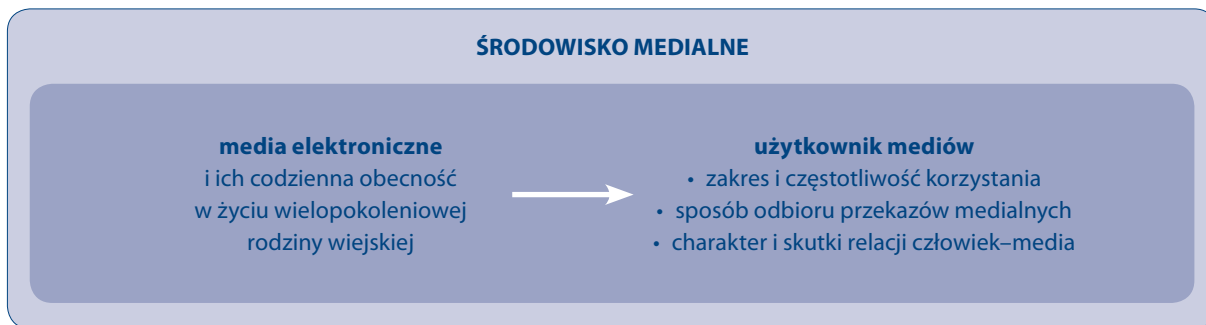 ŚRODOWISKO MEDIALNE
media elektroniczne
i ich codzienna obecność
w życiu wielopokoleniowej
rodziny wiejskiej
użytkownik mediów
• zakres i częstotliwość korzystania
• sposób odbioru przekazów medialnych
• charakter i skutki relacji człowiek–media